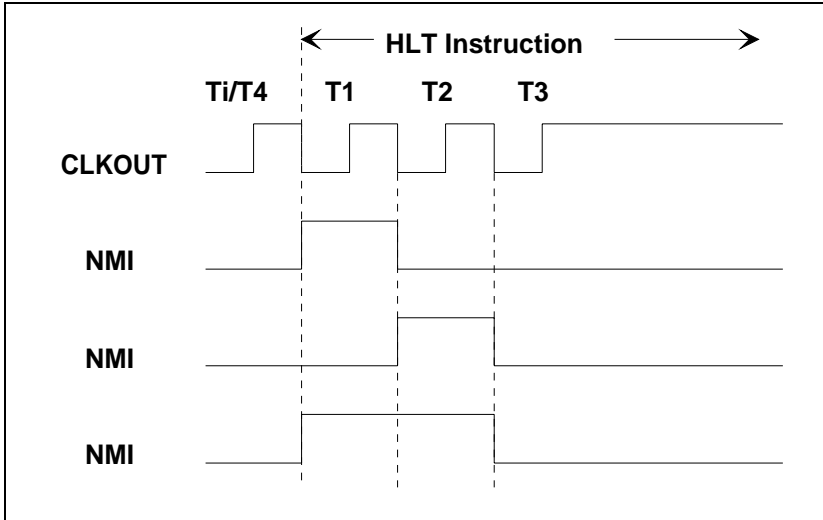 HLT Instruction
Ti/T4 T1 T2 T3
CLKOUT
NMI
NMI
NMI